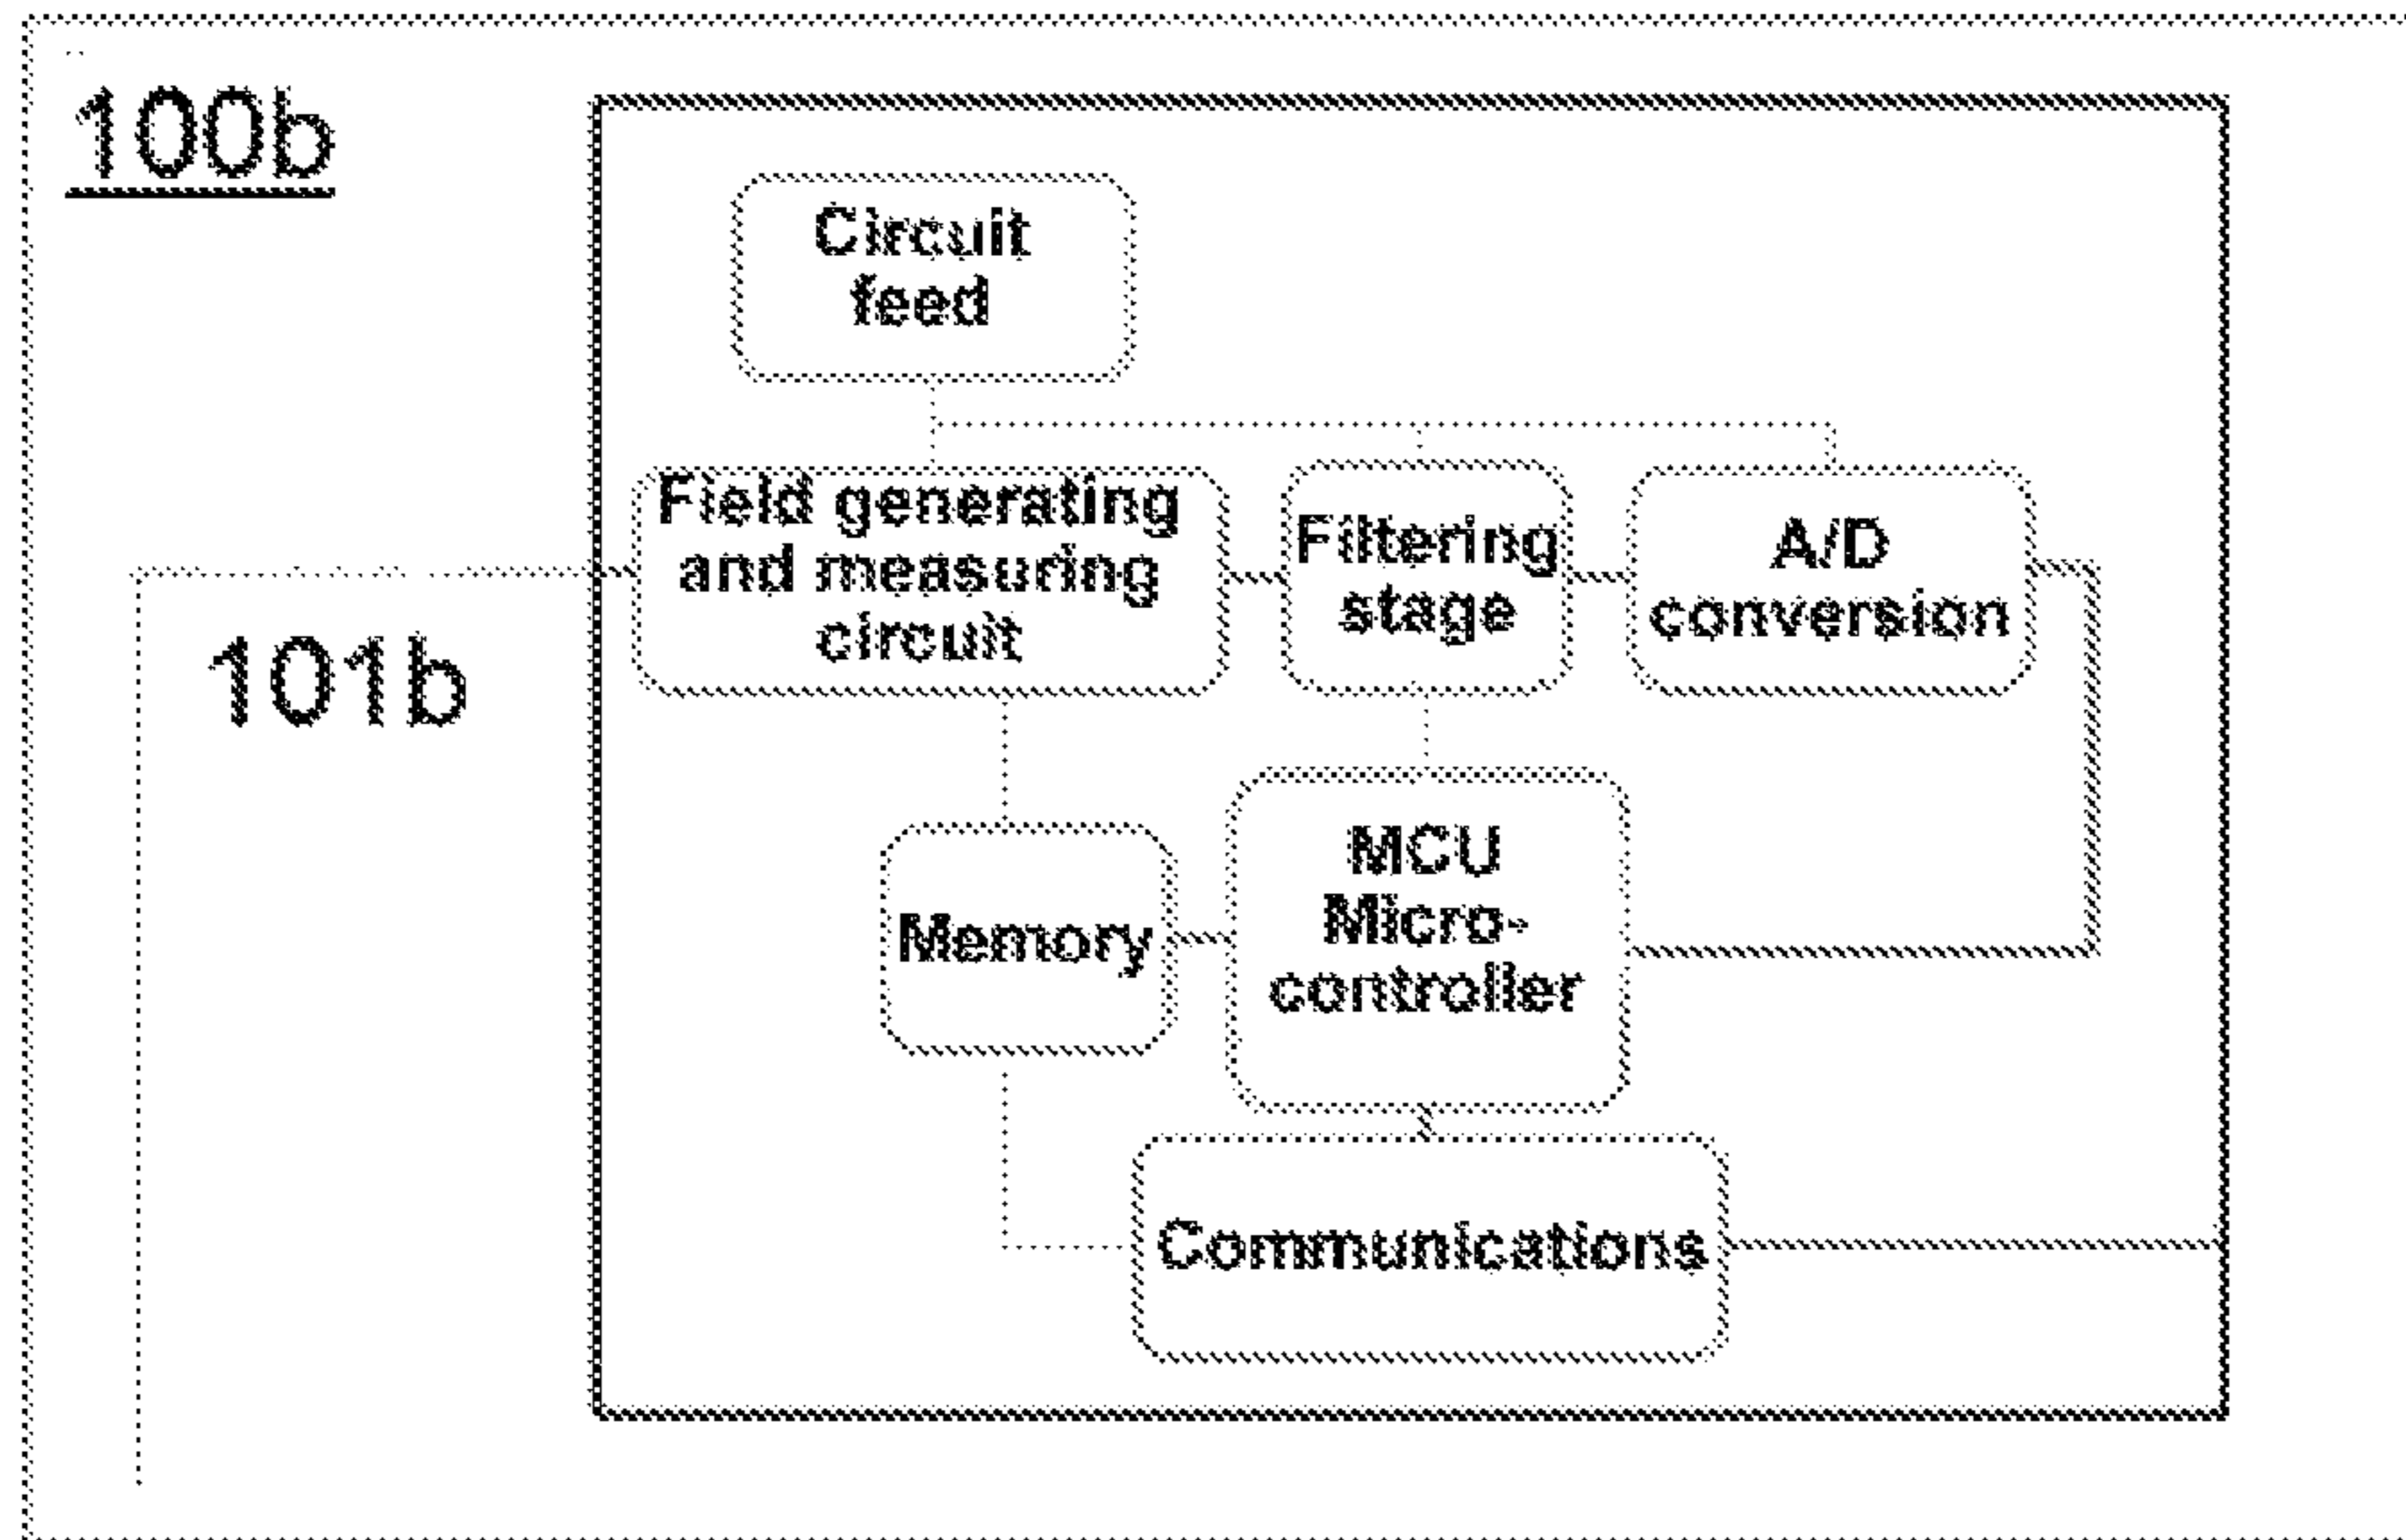 100b
Circuit
feed
Field generating
and measuring
circuit
Filtering
stage
A/D
conversion
101b
Memory
MCU
Micro-
controller
Communications